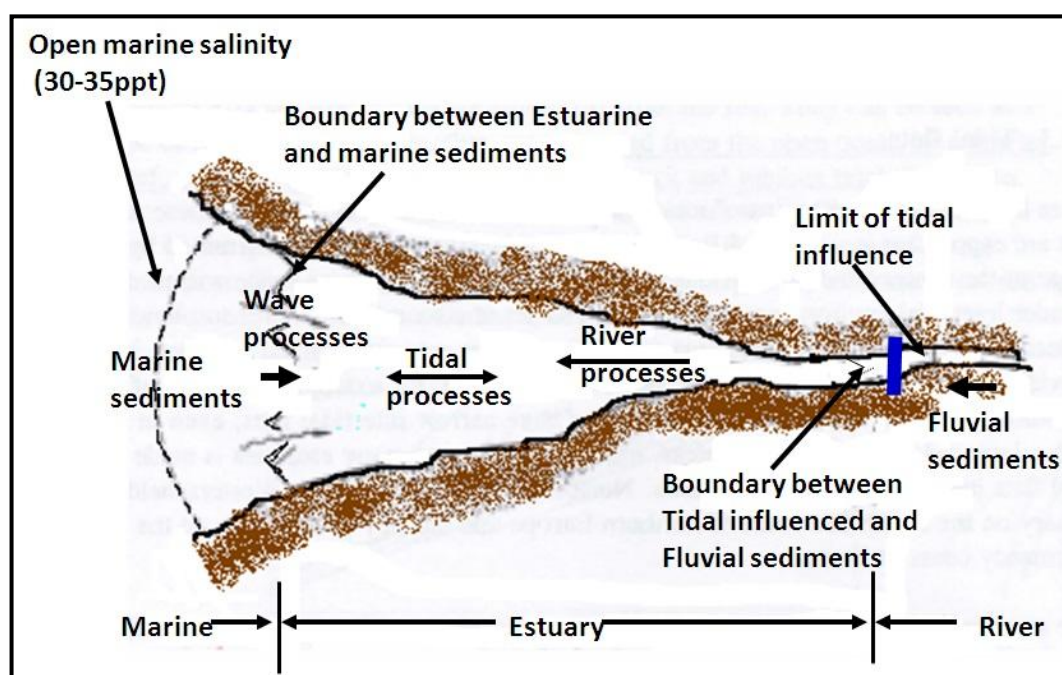 Open marine salinity
(30-35ppt)
Boundary between Estuarine
and marine sediments
Limit of tidal
influence
Wave
processes
Marine
sediments
Tidal
processes
River
processes
Fluvial
sediments
Boundary between
Tidal influenced and
Fluvial sediments
Marine
Estuary
River